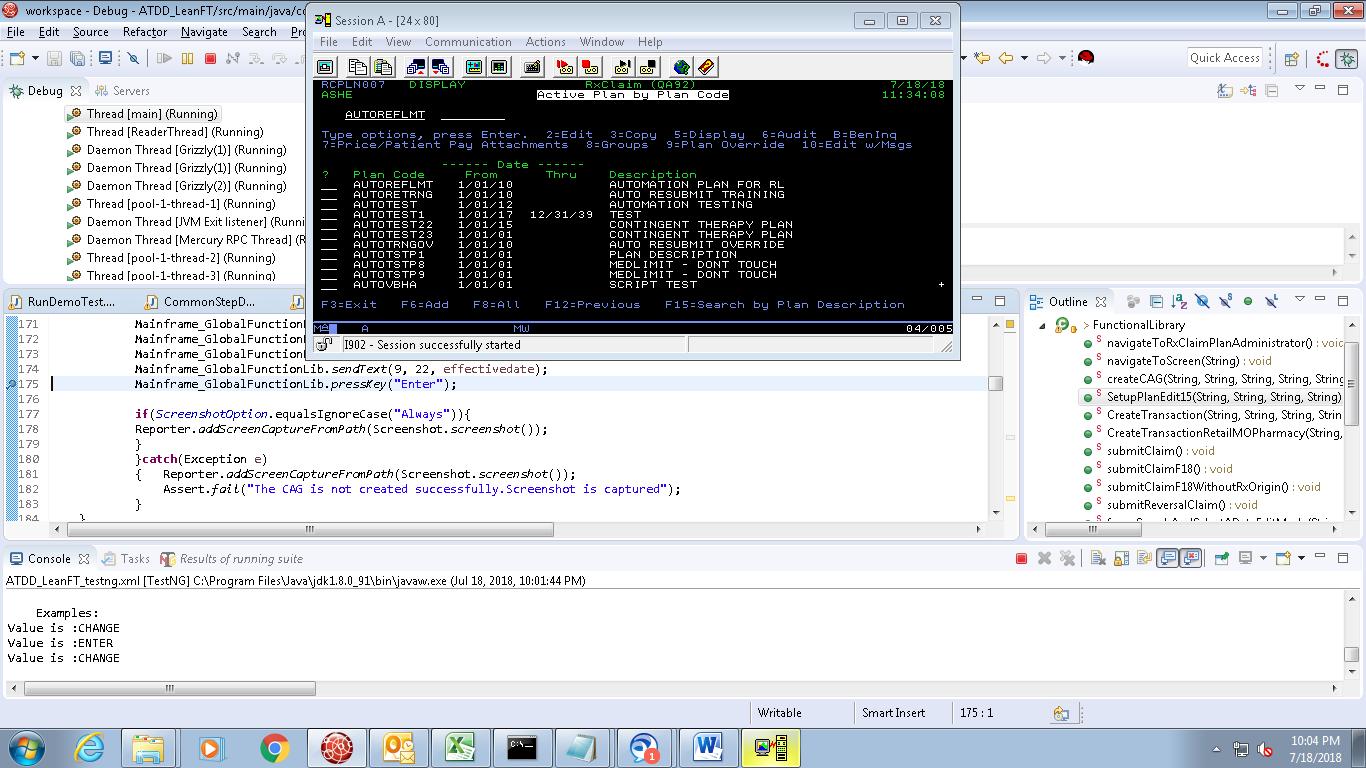 workspace - Debug - ATDD_LeanFT/src/main/java/co
File Edit Source Refactor Navigate Search
Quick Access
Debug Servers
Thread [main] (Running)
Thread [ReaderThread] (Running)
Daemon Thread [Grizzly(1)] (Running)
Daemon Thread [Grizzly(1)] (Running)
Daemon Thread [Grizzly(2)] (Running)
Thread [pool-1-thread-1] (Running)
Daemon Thread [JVM Exit listener] (Runnin
Daemon Thread [Mercury RPC Thread] (R
Thread [pool-1-thread-2] (Running)
Thread [pool-1-thread-3] (Running)
Session A - [24 x 80]
File Edit View Communication Actions Window Help
RCPLN007 DISPLAY RxClaim (QA92) 7/18/18
ASHE Active Plan by Plan Code 11:34:08
AUTOREFLMT
Type options, press Enter. 2=Edit 3=Copy 5=Display 6=Audit B=BenInq
7=Price/Patient Pay Attachments 8=Groups 9=Plan Override 10=Edit w/Msgs
------ Date ------
? Plan Code From Thru Description
AUTOREFLMT 1/01/10 AUTOMATION PLAN FOR RL
AUTORETRNG 1/01/10 AUTO RESUBMIT TRAINING
AUTOTEST 1/01/12 AUTOMATION TESTING
AUTOTEST1 1/01/17 12/31/39 TEST
AUTOTEST22 1/01/15 CONTINGENT THERAPY PLAN
AUTOTEST23 1/01/01 CONTINGENT THERAPY PLAN
AUTOTRNGOV 1/01/10 AUTO RESUBMIT OVERRIDE
AUTOTSTP1 1/01/01 PLAN DESCRIPTION
AUTOTSTP8 1/01/01 MEDLIMIT - DONT TOUCH
AUTOTSTP9 1/01/01 MEDLIMIT - DONT TOUCH
AUTOVBHA 1/01/01 SCRIPT TEST +
F3=Exit F6=Add F8=All F12=Previous F15=Search by Plan Description
MA A MW 04/005
I902 - Session successfully started
RunDemoTest.... CommonStepD...
171 Mainframe_GlobalFunctionL
172 Mainframe_GlobalFunctionL
173 Mainframe_GlobalFunctionL
174 Mainframe_GlobalFunctionLib.sendText(9, 22, effectivedate);
175 Mainframe_GlobalFunctionLib.pressKey("Enter");
176
177 if(ScreenshotOption.equalsIgnoreCase("Always")){
178 Reporter.addScreenCaptureFromPath(Screenshot.screenshot());
179 }
180 }catch(Exception e)
181 { Reporter.addScreenCaptureFromPath(Screenshot.screenshot());
182 Assert.fail("The CAG is not created successfully.Screenshot is captured");
183 }
184 }
Outline
> FunctionalLibrary
navigateToRxClaimPlanAdministrator() : voic
navigateToScreen(String) : void
createCAG(String, String, String, String, String
SetupPlanEdit15(String, String, String, String)
CreateTransaction(String, String, String, Strin
CreateTransactionRetailMOPharmacy(String,
submitClaim() : void
submitClaimF18()
submitClaimF18WithoutRxOrigin() : void
submitReversalClaim() : void
Console Tasks Results of running suite
ATDD_LeanFT_testng.xml [TestNG] C:\Program Files\Java\jdk1.8.0_91\bin\javaw.exe (Jul 18, 2018, 10:01:44 PM)
Examples:
Value is :CHANGE
Value is :ENTER
Value is :CHANGE
Writable Smart Insert 175 : 1
10:04 PM
7/18/2018